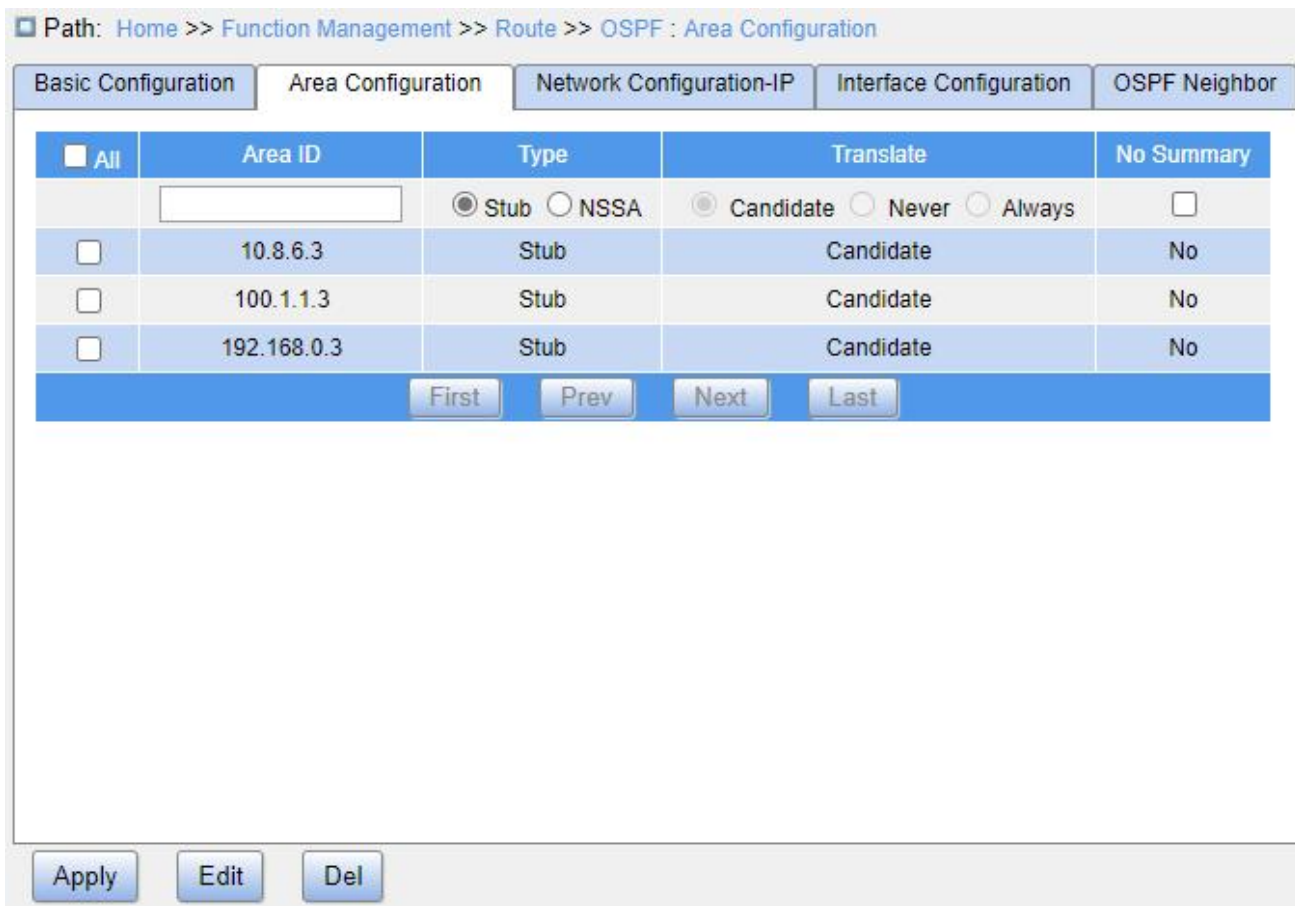 Path: Home >> Function Management >> Route >> OSPF : Area Configuration
Basic Configuration Area Configuration Network Configuration-IP Interface Configuration OSPF Neighbor
All Area ID Type Translate No Summary
Stub NSSA Candidate Never Always
10.8.6.3 Stub Candidate No
100.1.1.3 Stub Candidate No
192.168.0.3 Stub Candidate No
First Prev Next Last
Apply Edit Del